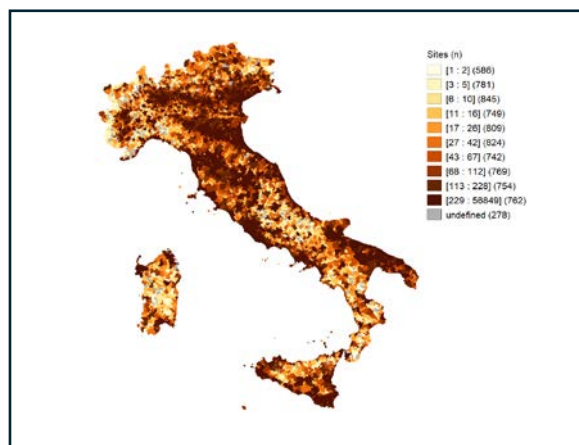 Sites (n)
[1 : 2] (586)
[3 : 5] (781)
[6 : 10] (845)
[11 : 16] (749)
[17 : 26] (809)
[27 : 42] (824)
[43 : 67] (742)
[68 : 112] (769)
[113 : 228] (754)
[229 : 56849] (762)
undefined (278)